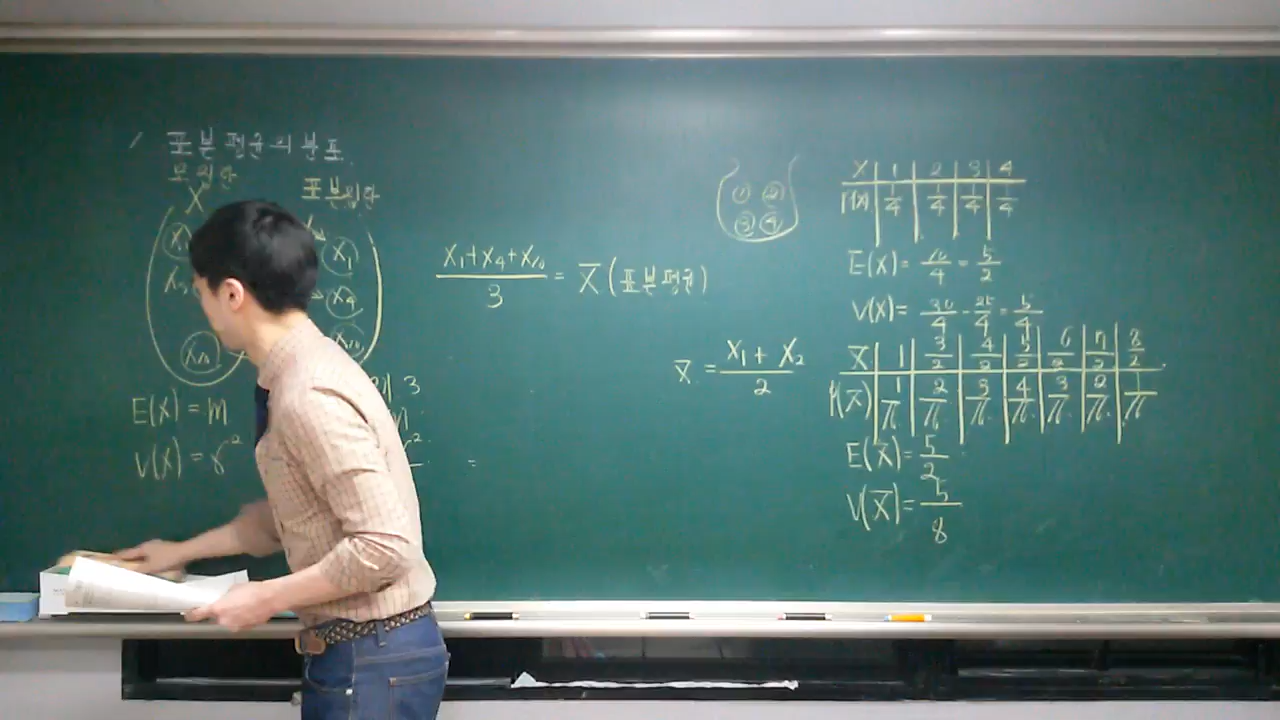 표본평균의 분포
모집단
X
표본집단
X₁
X₁
X₉
X₁₀
X₁₀
E(X) = m
V(X) = σ²
3
(X₁+X₉+X₁₀)/3 = X̄ (표본평균)
X̄ = (X₁ + X₂)/2
① ②
③ ④
X | 1 | 2 | 3 | 4
P(X) | 1/4 | 1/4 | 1/4 | 1/4
E(X) = 10/4 = 5/2
V(X) = 30/4 - 25/4 = 5/4
X̄ | 1 | 3/2 | 4/2 | 5/2 | 6/2 | 7/2 | 8/2
P(X̄) | 1/16 | 2/16 | 3/16 | 4/16 | 3/16 | 2/16 | 1/16
E(X̄) = 5/2
V(X̄) = 5/8